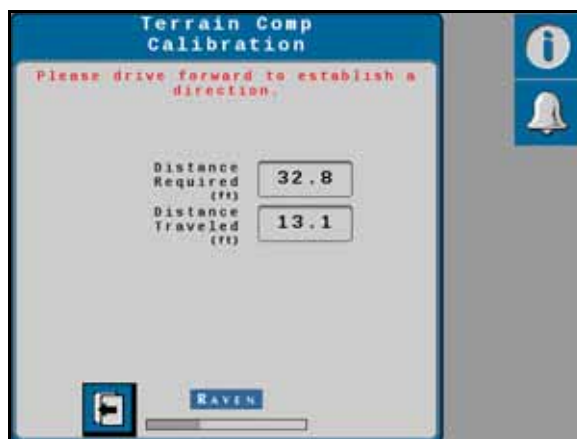 Terrain Comp
Calibration
Please drive forward to establish a
direction.
Distance
Required
(ft)
32.8
Distance
Traveled
(ft)
13.1
RAVEN